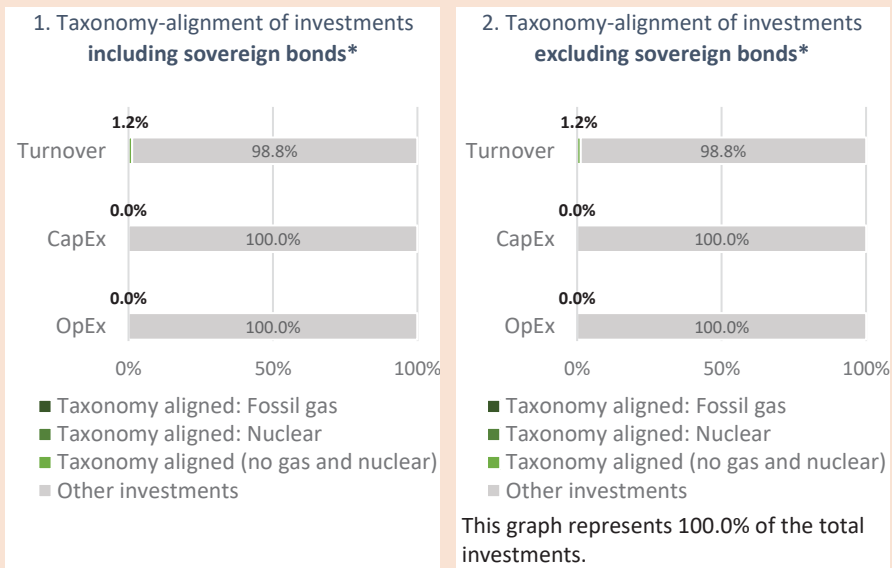 1. Taxonomy-alignment of investments
including sovereign bonds*
1.2%
Turnover 98.8%
0.0%
CapEx 100.0%
0.0%
OpEx 100.0%
0% 50% 100%
Taxonomy aligned: Fossil gas
Taxonomy aligned: Nuclear
Taxonomy aligned (no gas and nuclear)
Other investments
2. Taxonomy-alignment of investments
excluding sovereign bonds*
1.2%
Turnover 98.8%
0.0%
CapEx 100.0%
0.0%
OpEx 100.0%
0% 50% 100%
Taxonomy aligned: Fossil gas
Taxonomy aligned: Nuclear
Taxonomy aligned (no gas and nuclear)
Other investments
This graph represents 100.0% of the total
investments.